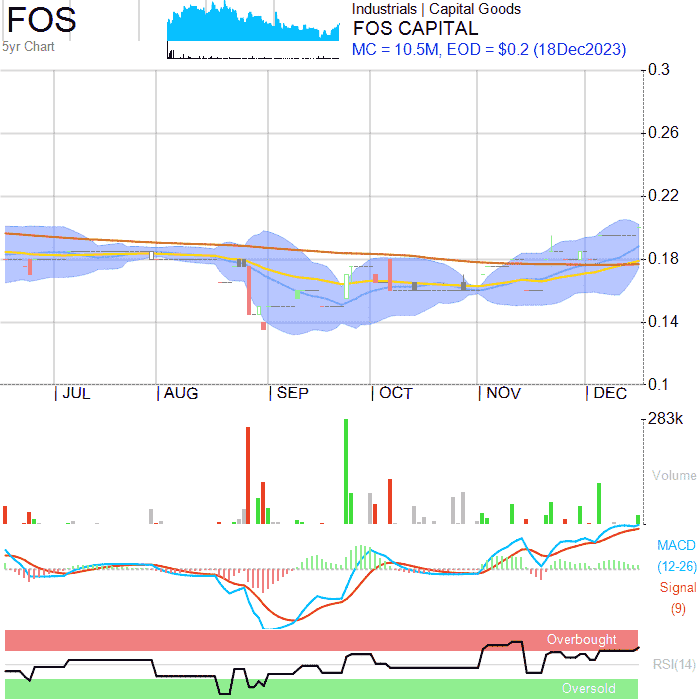 FOS
5yr Chart
Industrials | Capital Goods
FOS CAPITAL
MC = 10.5M, EOD = $0.2 (18Dec2023)
0.3
0.26
0.22
0.18
0.14
0.1
JUL AUG SEP OCT NOV DEC
283k
Volume
MACD
(12-26)
Signal
(9)
Overbought
RSI(14)
Oversold